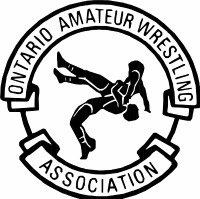 ONTARIO AMATEUR WRESTLING
ASSOCIATION